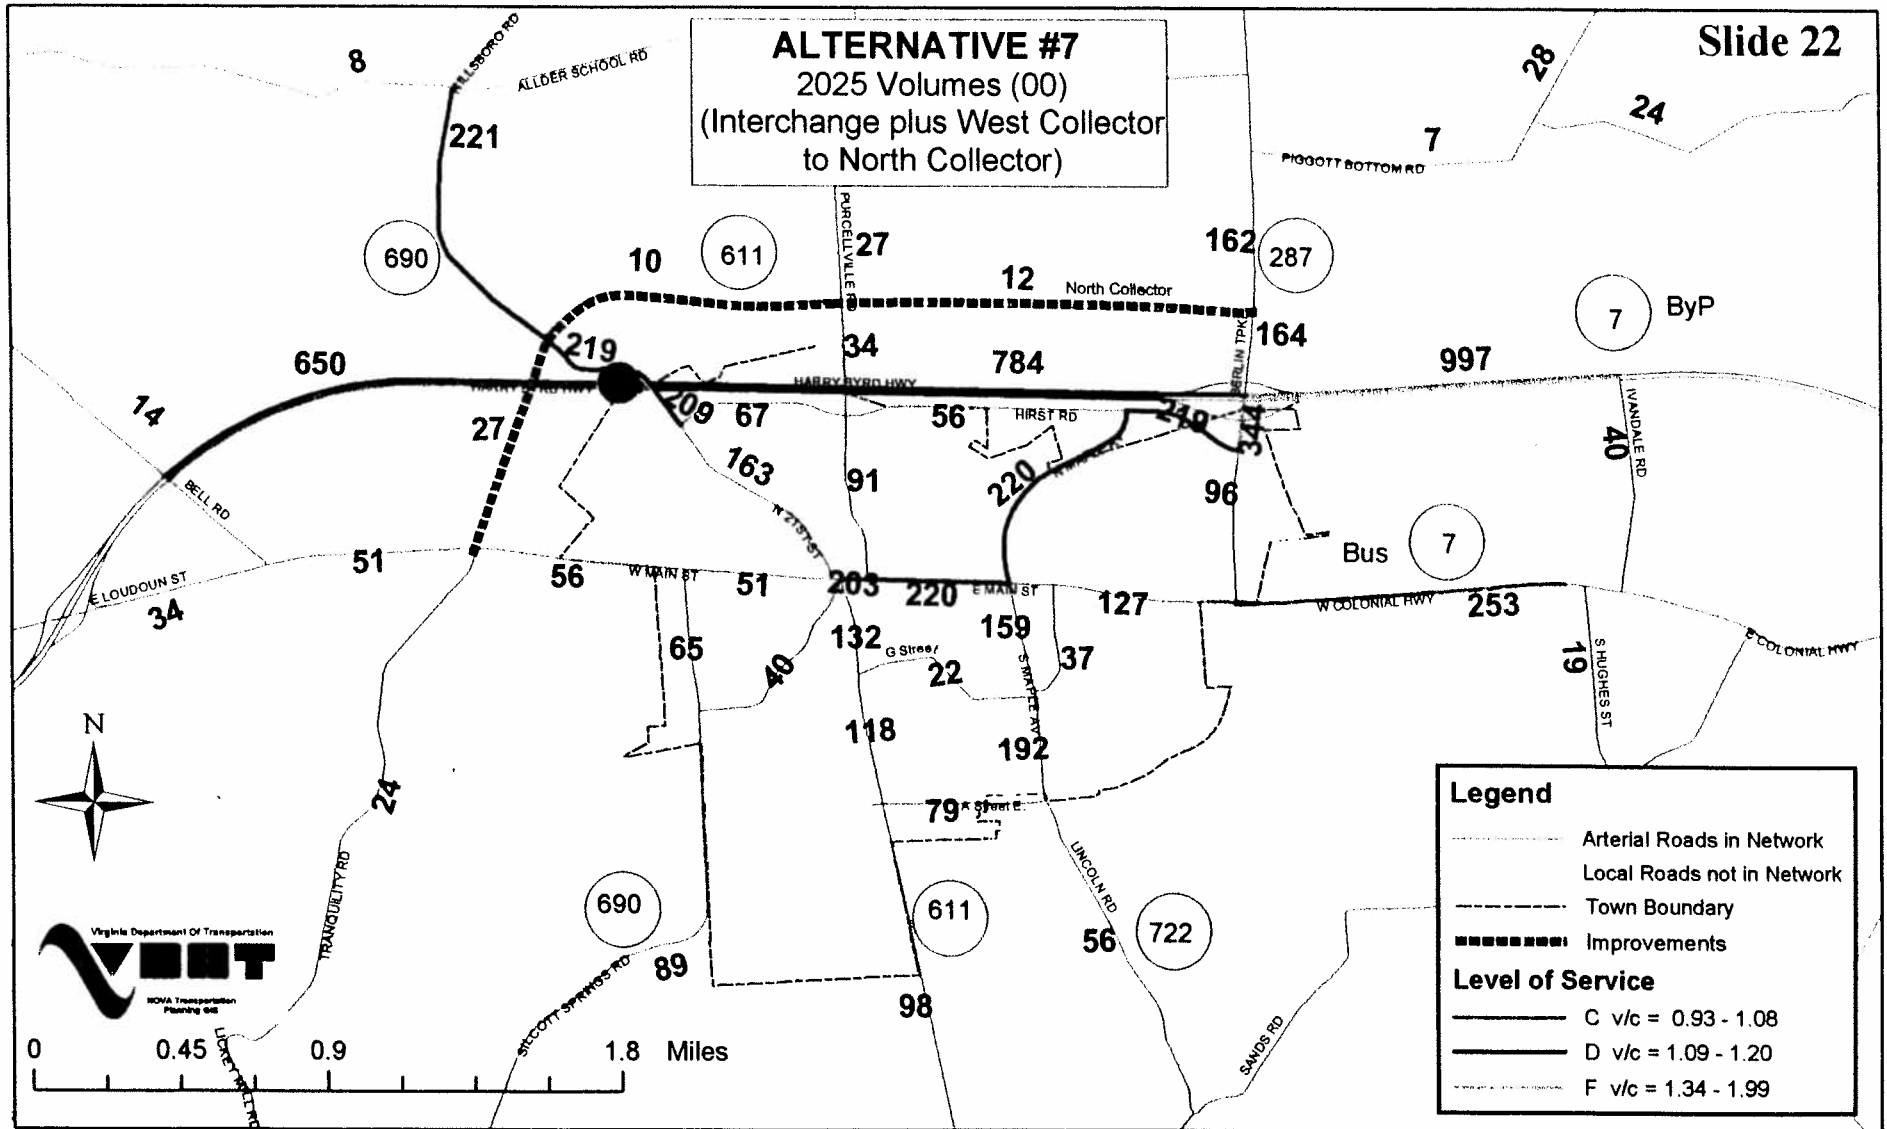 Slide 22
ALTERNATIVE #7
2025 Volumes (00)
(Interchange plus West Collector
to North Collector)
8
HILLSBORO RD
ALLDER SCHOOL RD
221
28
24
7
PIGGOTT BOTTOM RD
690
10
611
PURCELLVILLE RD
27
12
North Collector
162
287
7
ByP
219
34
784
BERLIN TPK
164
997
650
HARRY BYRD HWY
HARRY BYRD HWY
14
27
209
67
56
HIRST RD
219
344
IVANDALE RD
40
BELL RD
163
91
220
N MAPLE
96
N 21ST ST
Bus
7
51
56
W MAIN ST
51
203
220
E MAIN ST
127
W COLONIAL HWY
253
E LOUDOUN ST
34
65
40
132
G Street
22
159
S MAPLE AV
37
19
S HUGHES ST
E COLONIAL HWY
N
118
192
24
79
A Street E.
TRANQUILITY RD
690
611
LINCOLN RD
56
722
89
SILCOTT SPRINGS RD
98
SANDS RD
Virginia Department Of Transportation
VDOT
NOVA Transportation
Planning
0 0.45 0.9 1.8 Miles
Legend
Arterial Roads in Network
Local Roads not in Network
Town Boundary
Improvements
Level of Service
C v/c = 0.93 - 1.08
D v/c = 1.09 - 1.20
F v/c = 1.34 - 1.99